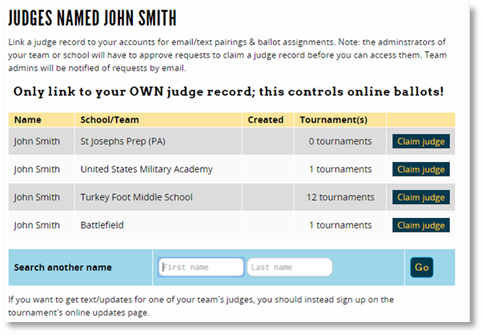 JUDGES NAMED JOHN SMITH
Link a judge record to your accounts for email/text pairings & ballot assignments. Note: the adminstrators of
your team or school will have to approve requests to claim a judge record before you can access them. Team
admins will be notified of requests by email.
Only link to your OWN judge record; this controls online ballots!
Name School/Team Created Tournament(s)
John Smith St Josephs Prep (PA) 0 tournaments Claim judge
John Smith United States Military Academy 1 tournaments Claim judge
John Smith Turkey Foot Middle School 12 tournaments Claim judge
John Smith Battlefield 1 tournaments Claim judge
Search another name First name Last name Go
If you want to get text/updates for one of your team's judges, you should instead sign up on the
tournament's online updates page.